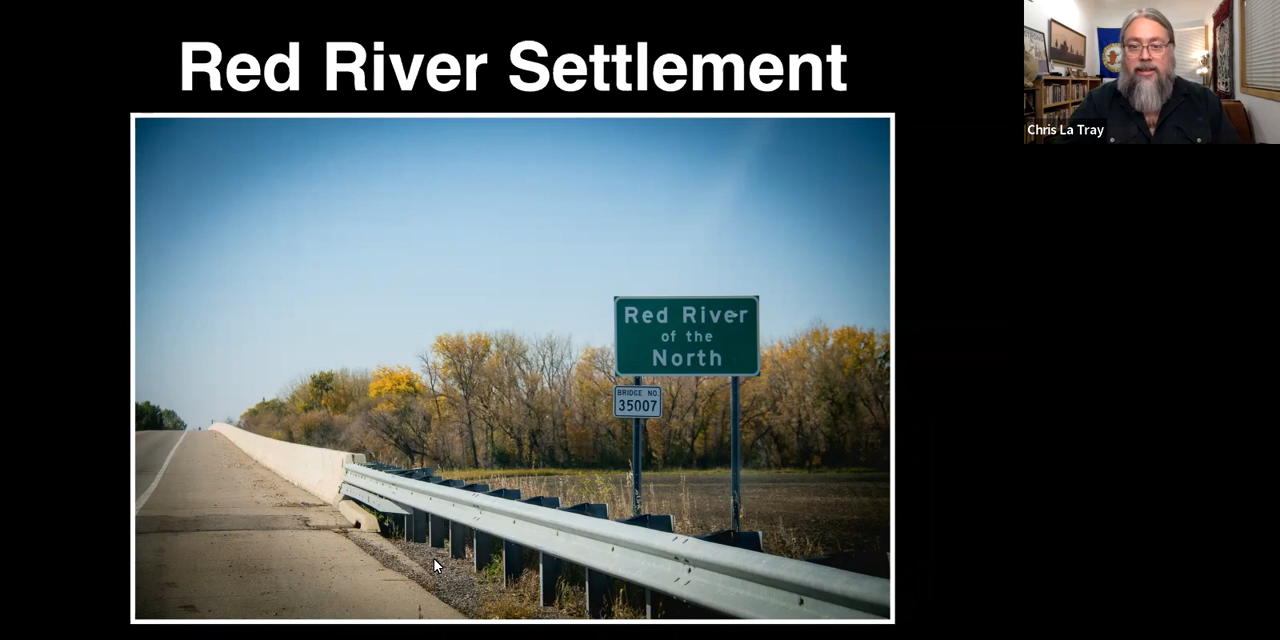 Red River Settlement
Chris La Tray
Red River
of the
North
BRIDGE NO.
35007